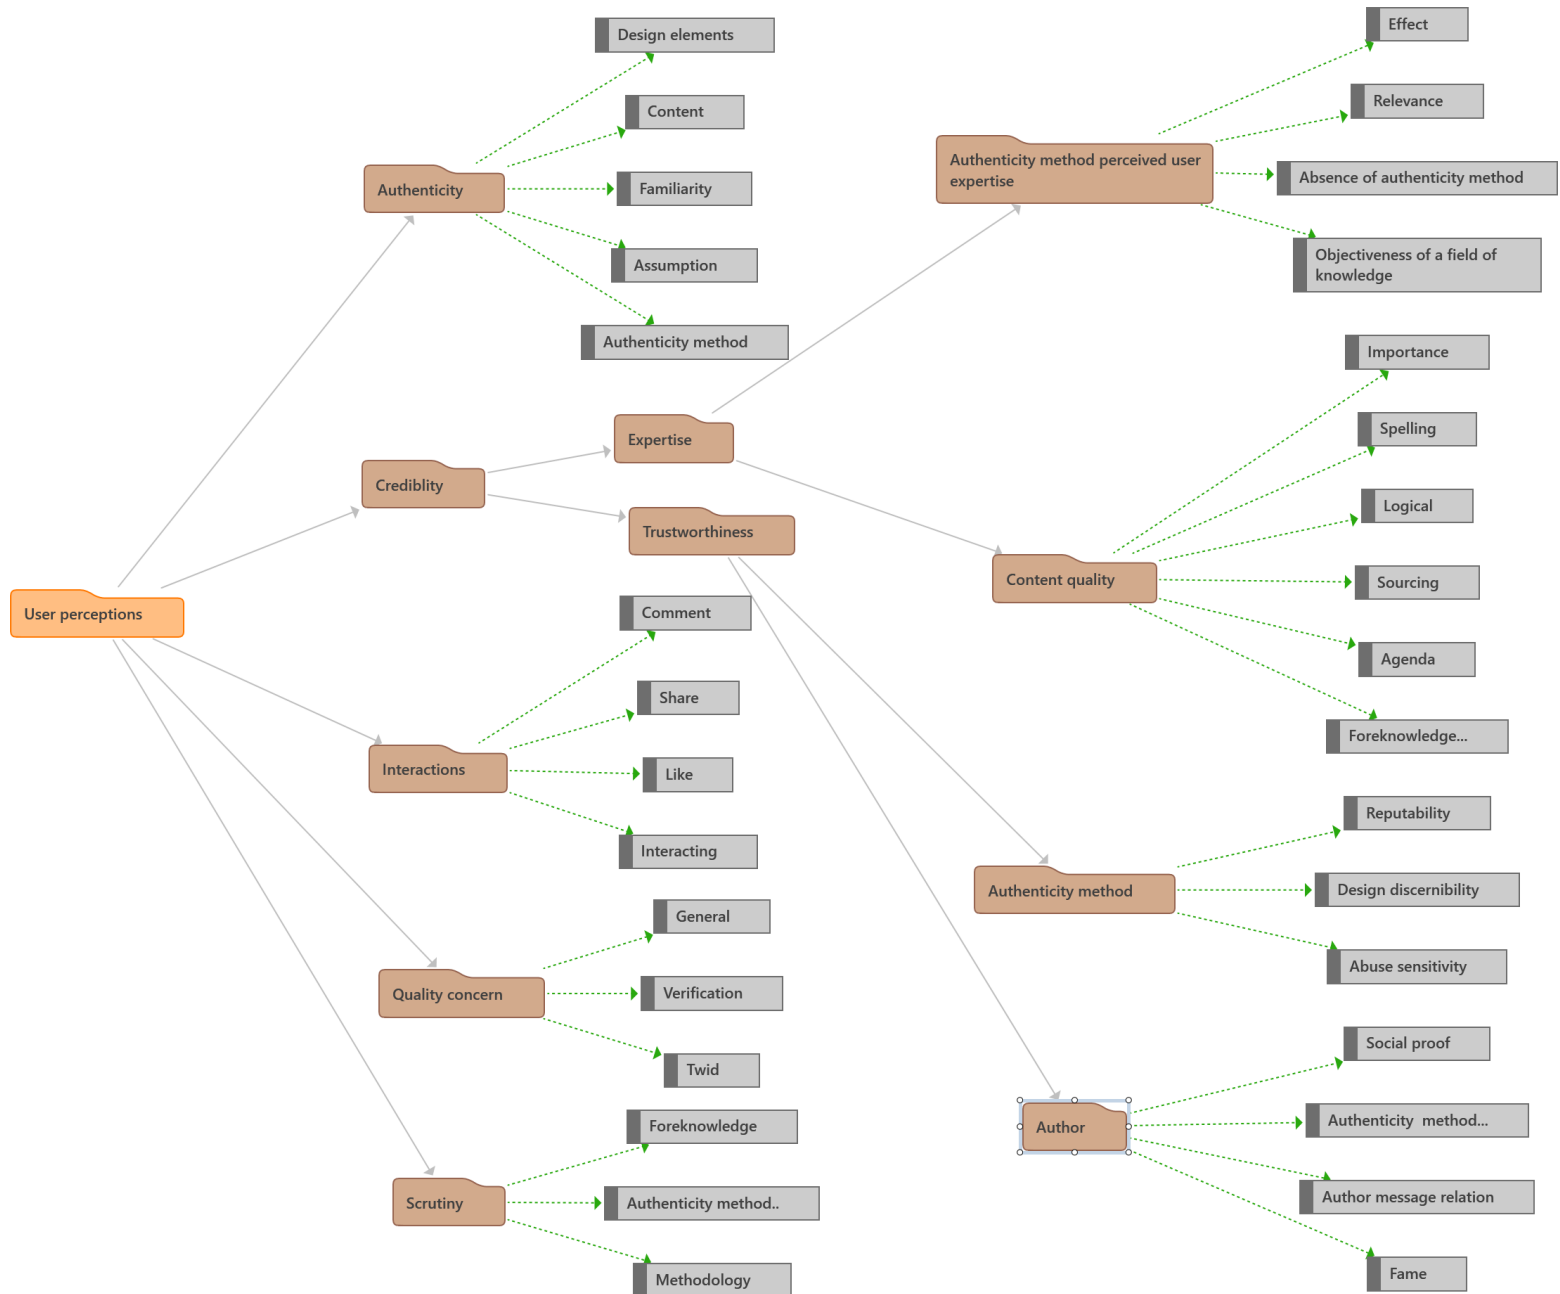 User perceptions
Authenticity
Design elements
Content
Familiarity
Assumption
Authenticity method
Crediblity
Expertise
Authenticity method perceived user
expertise
Effect
Relevance
Absence of authenticity method
Objectiveness of a field of
knowledge
Content quality
Importance
Spelling
Logical
Sourcing
Agenda
Foreknowledge...
Trustworthiness
Authenticity method
Reputability
Design discernibility
Abuse sensitivity
Author
Social proof
Authenticity  method...
Author message relation
Fame
Interactions
Comment
Share
Like
Interacting
Quality concern
General
Verification
Twid
Scrutiny
Foreknowledge
Authenticity method..
Methodology